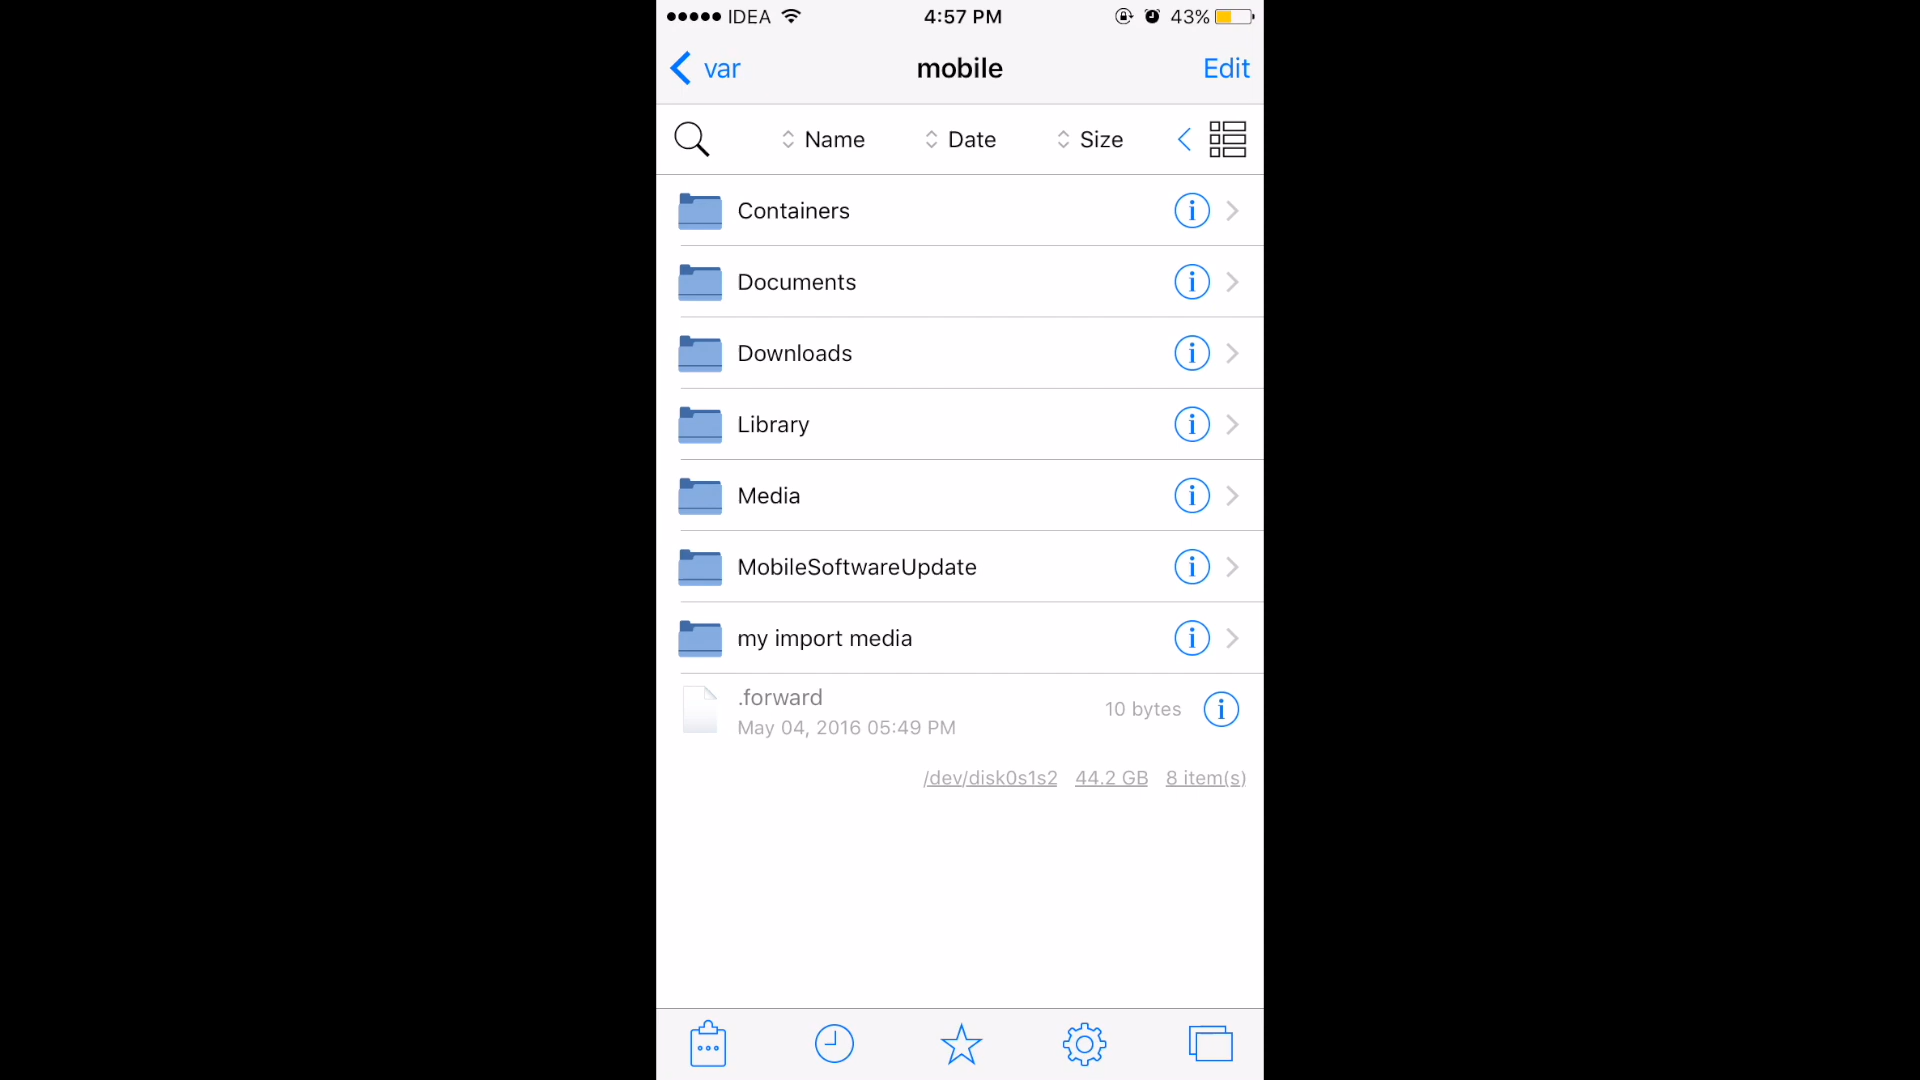 IDEA 4:57 PM 43%
var mobile Edit
Name Date Size
Containers
Documents
Downloads
Library
Media
MobileSoftwareUpdate
my import media
.forward
May 04, 2016 05:49 PM
10 bytes
/dev/disk0s1s2 44.2 GB 8 item(s)